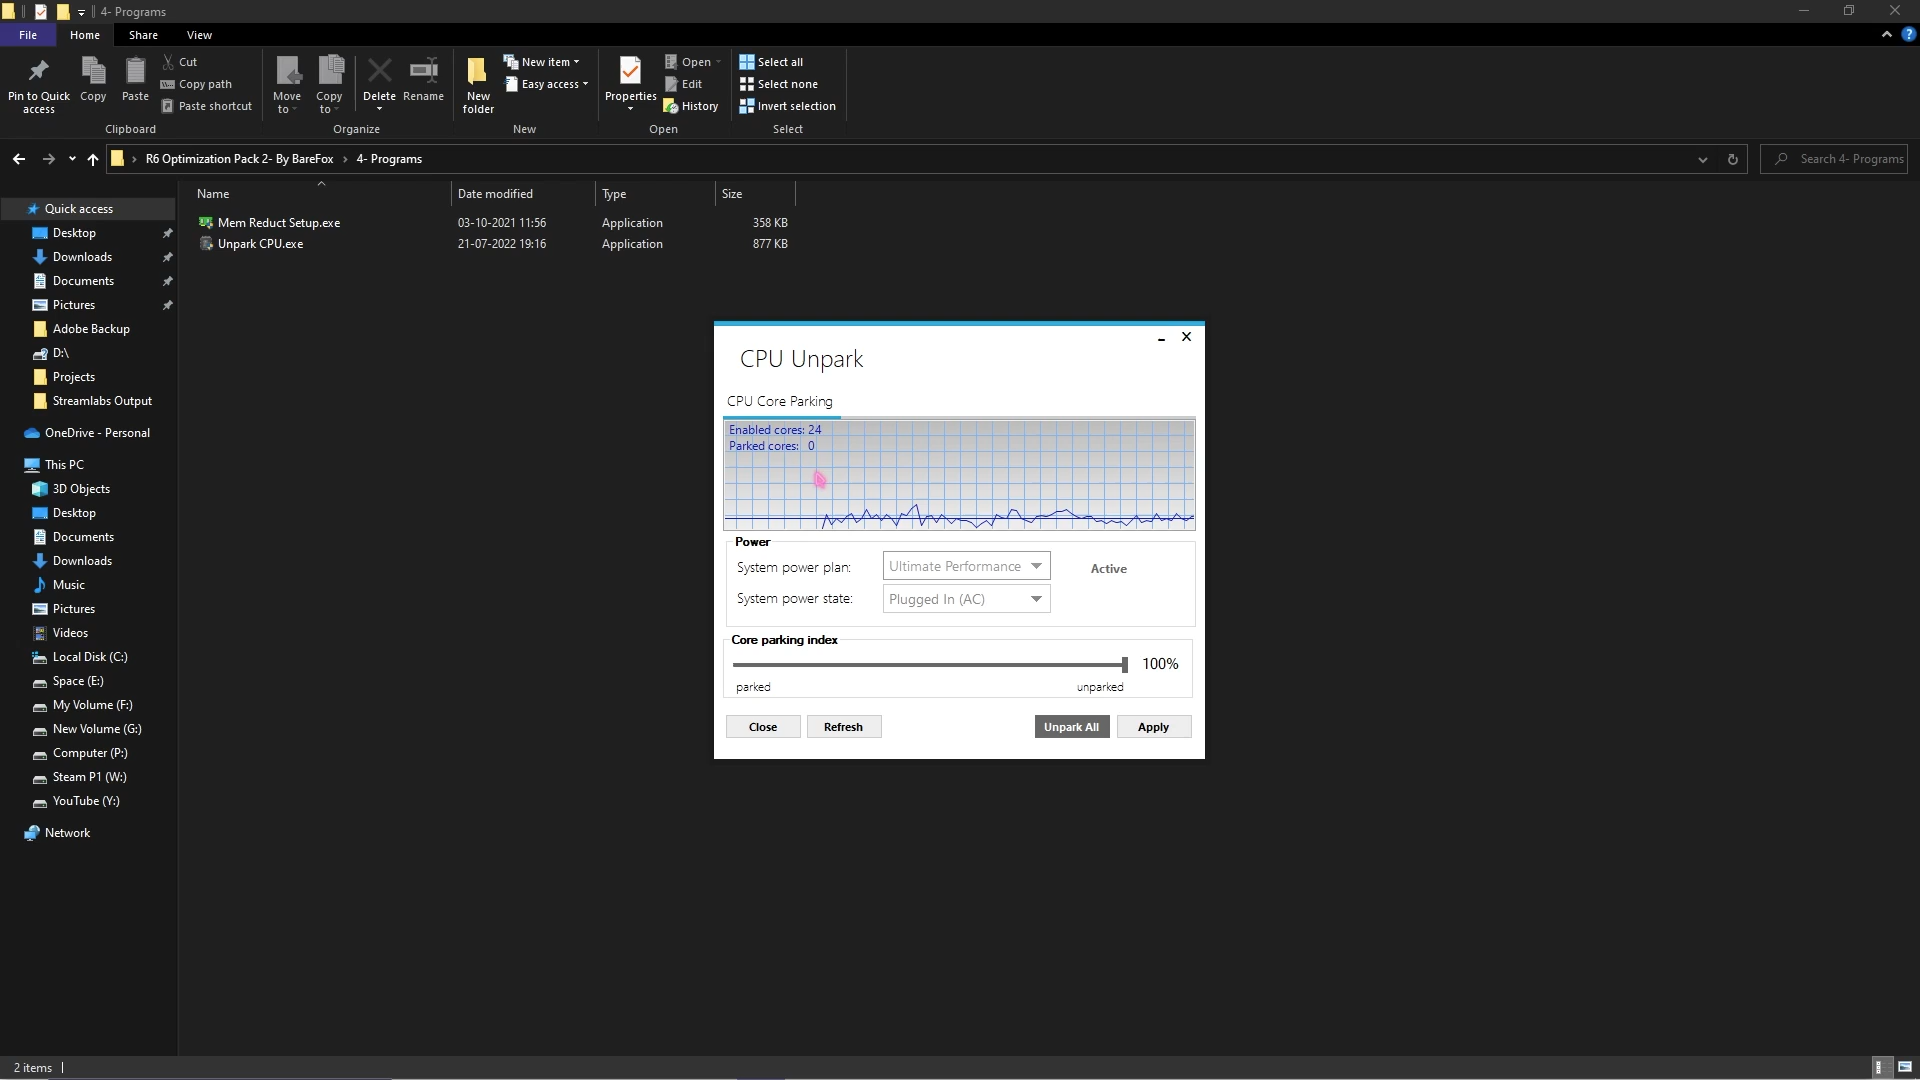 4- Programs
File Home Share View
Pin to Quick access
Copy
Paste
Cut
Copy path
Paste shortcut
Clipboard
Move to
Copy to
Delete
Rename
Organize
New folder
New item
Easy access
New
Properties
Open
Edit
History
Open
Select all
Select none
Invert selection
Select
R6 Optimization Pack 2- By BareFox › 4- Programs
Search 4- Programs
Name Date modified Type Size
Mem Reduct Setup.exe 03-10-2021 11:56 Application 358 KB
Unpark CPU.exe 21-07-2022 19:16 Application 877 KB
Quick access
Desktop
Downloads
Documents
Pictures
Adobe Backup
D:\
Projects
Streamlabs Output
OneDrive - Personal
This PC
3D Objects
Desktop
Documents
Downloads
Music
Pictures
Videos
Local Disk (C:)
Space (E:)
My Volume (F:)
New Volume (G:)
Computer (P:)
Steam P1 (W:)
YouTube (Y:)
Network
CPU Unpark
CPU Core Parking
Enabled cores: 24
Parked cores: 0
Power
System power plan: Ultimate Performance Active
System power state: Plugged In (AC)
Core parking index
100%
parked unparked
Close Refresh Unpark All Apply
2 items